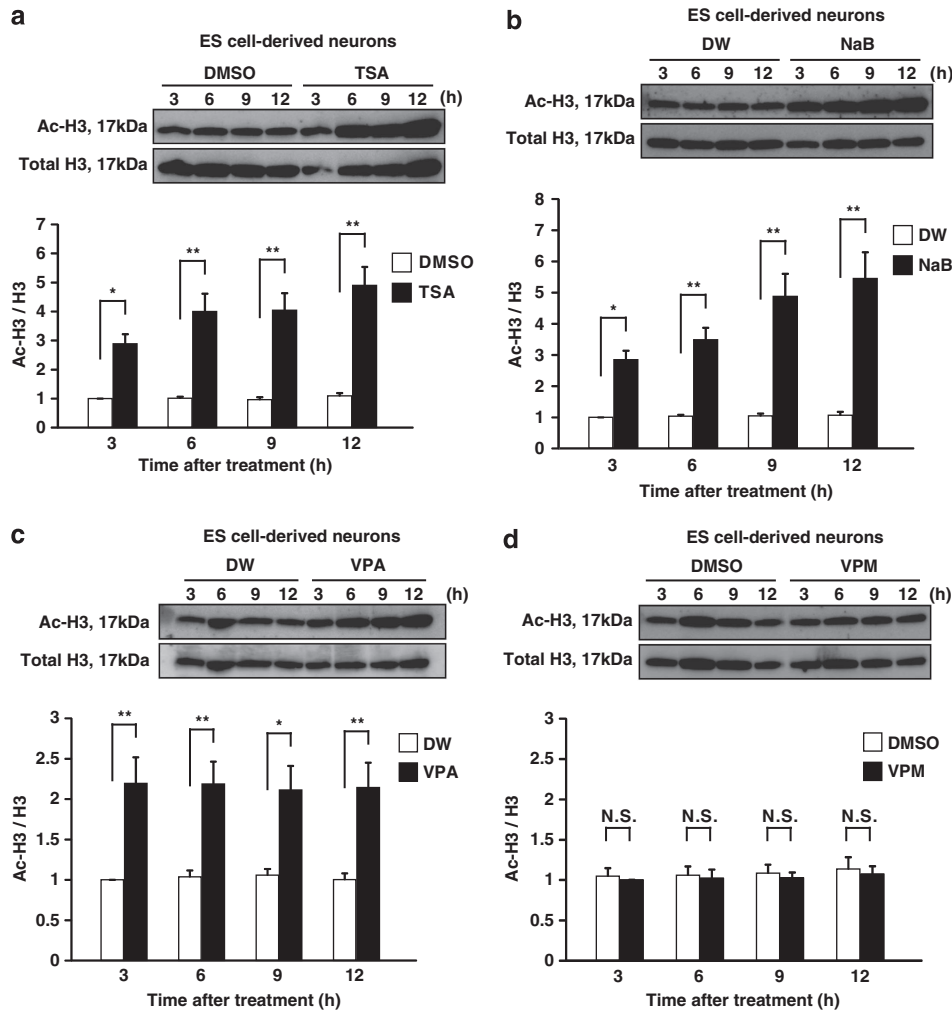 a
ES cell-derived neurons
DMSO TSA
3 6 9 12 3 6 9 12 (h)
Ac-H3, 17kDa
Total H3, 17kDa
7
6
5
4
3
2
1
0
Ac-H3 / H3
* ** ** **
DMSO
TSA
3 6 9 12
Time after treatment (h)
b
ES cell-derived neurons
DW NaB
3 6 9 12 3 6 9 12 (h)
Ac-H3, 17kDa
Total H3, 17kDa
8
7
6
5
4
3
2
1
0
Ac-H3 / H3
* ** ** **
DW
NaB
3 6 9 12
Time after treatment (h)
c
ES cell-derived neurons
DW VPA
3 6 9 12 3 6 9 12 (h)
Ac-H3, 17kDa
Total H3, 17kDa
3
2.5
2
1.5
1
0.5
0
Ac-H3 / H3
** ** * **
DW
VPA
3 6 9 12
Time after treatment (h)
d
ES cell-derived neurons
DMSO VPM
3 6 9 12 3 6 9 12 (h)
Ac-H3, 17kDa
Total H3, 17kDa
3
2.5
2
1.5
1
0.5
0
Ac-H3 / H3
N.S. N.S. N.S. N.S.
DMSO
VPM
3 6 9 12
Time after treatment (h)